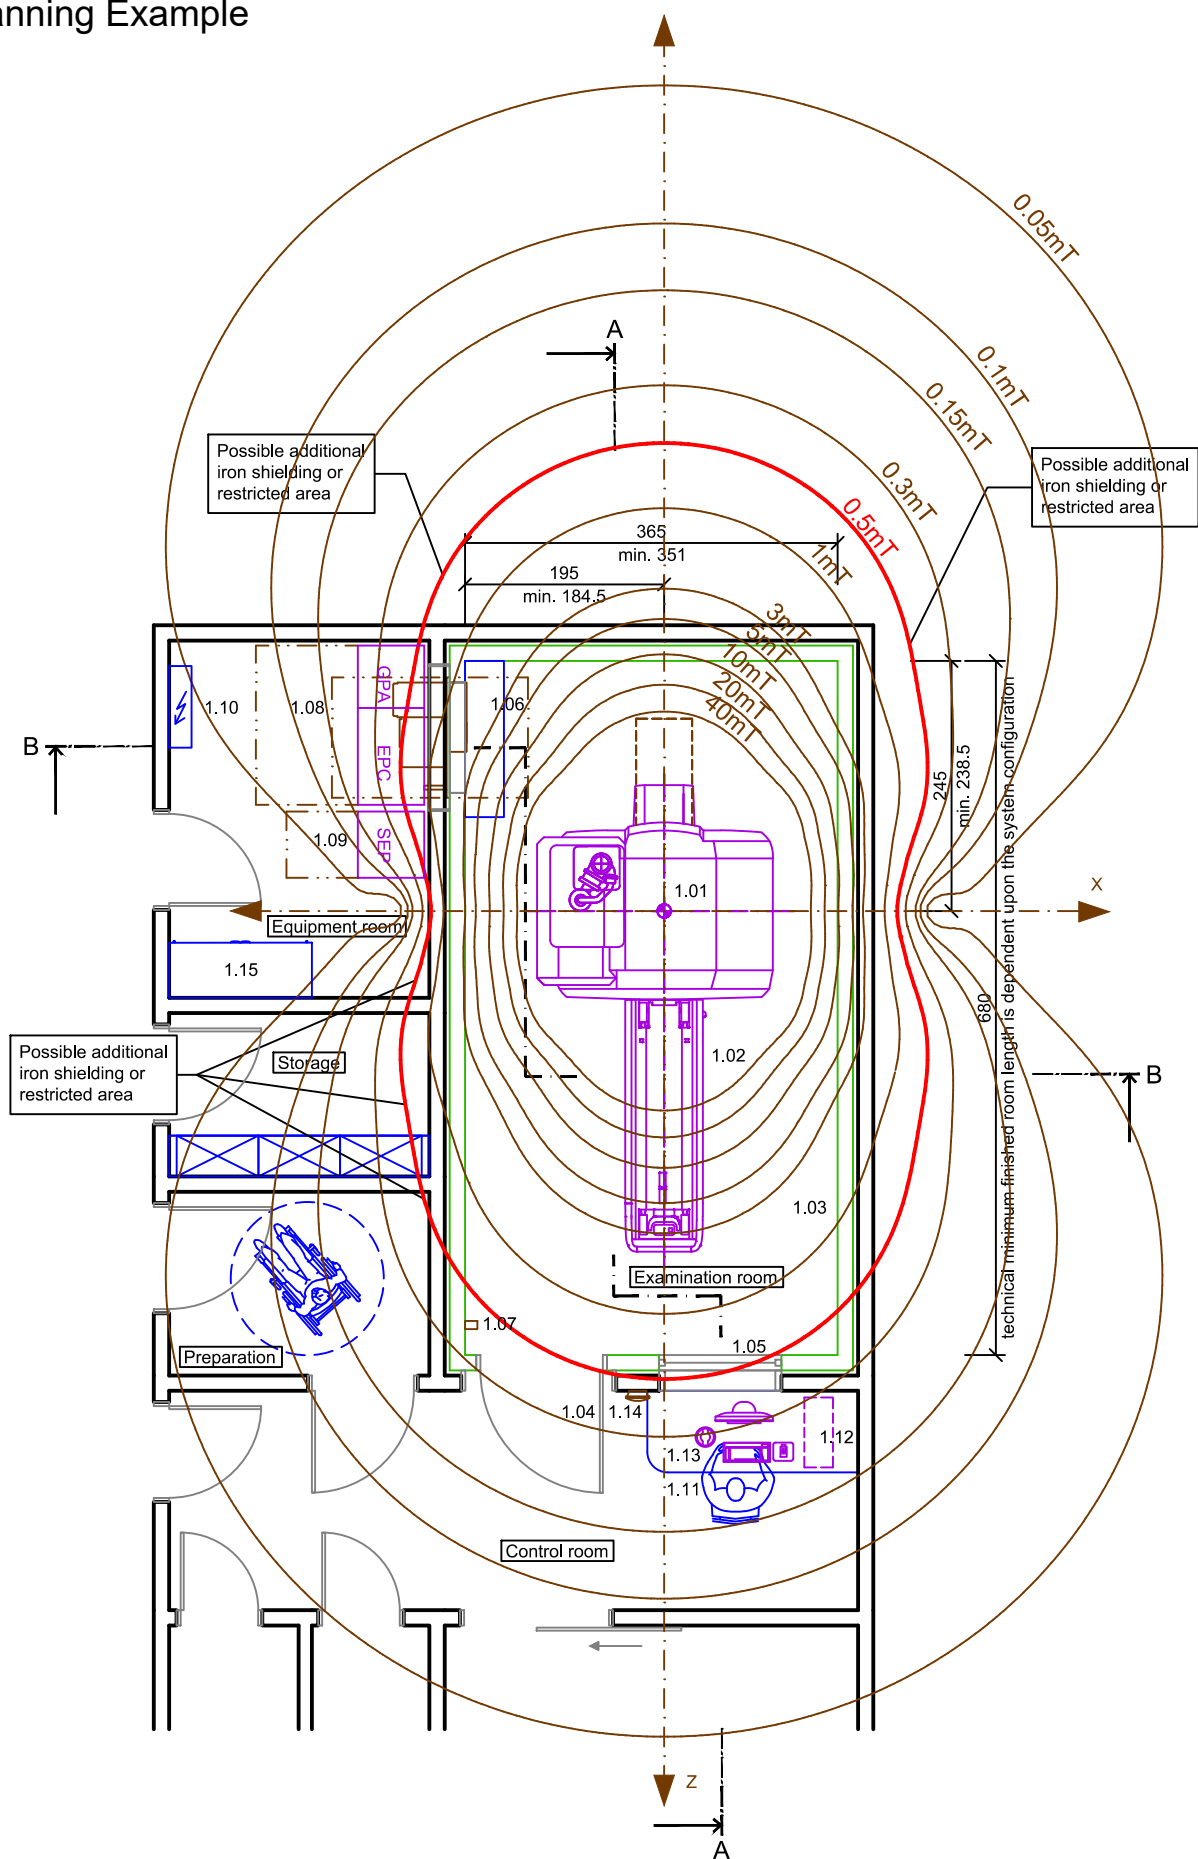 anning Example
0.05mT
A
0.1mT
0.15mT
Possible additional
iron shielding or
restricted area
Possible additional
iron shielding or
restricted area
0.3mT
0.5mT
365
min. 351
1mT
195
min. 184.5
3mT
5mT
10mT
20mT
40mT
GPA
1.10
1.08
1.06
B
EPC
245
min. 238.5
technical minimum finished room length is dependent upon the system configuration
680
1.09
SEP
1.01
X
Equipment room
1.15
Possible additional
iron shielding or
restricted area
Storage
1.02
B
1.03
Examination room
1.07
Preparation
1.05
1.04
1.14
1.12
1.13
1.11
Control room
Z
A